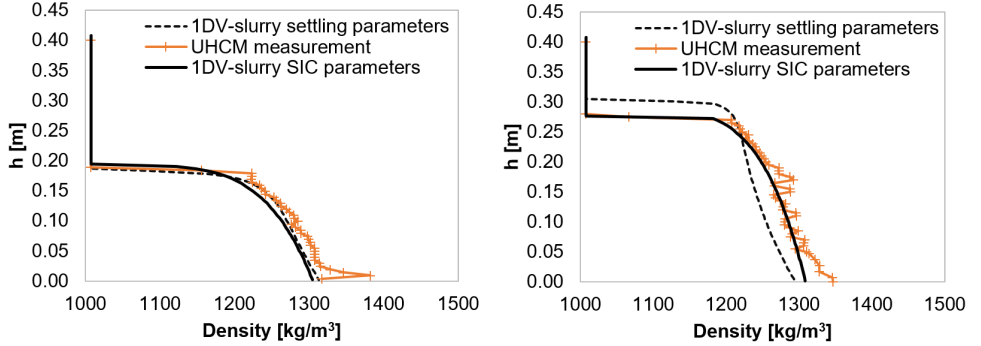 1DV-slurry settling parameters
UHCM measurement
1DV-slurry SIC parameters
0.45
0.40
0.35
0.30
0.25
0.20
0.15
0.10
0.05
0.00
h [m]
1000 1100 1200 1300 1400 1500
Density [kg/m³]
1DV-slurry settling parameters
UHCM measurement
1DV-slurry SIC parameters
0.45
0.40
0.35
0.30
0.25
0.20
0.15
0.10
0.05
0.00
h [m]
1000 1100 1200 1300 1400 1500
Density [kg/m³]